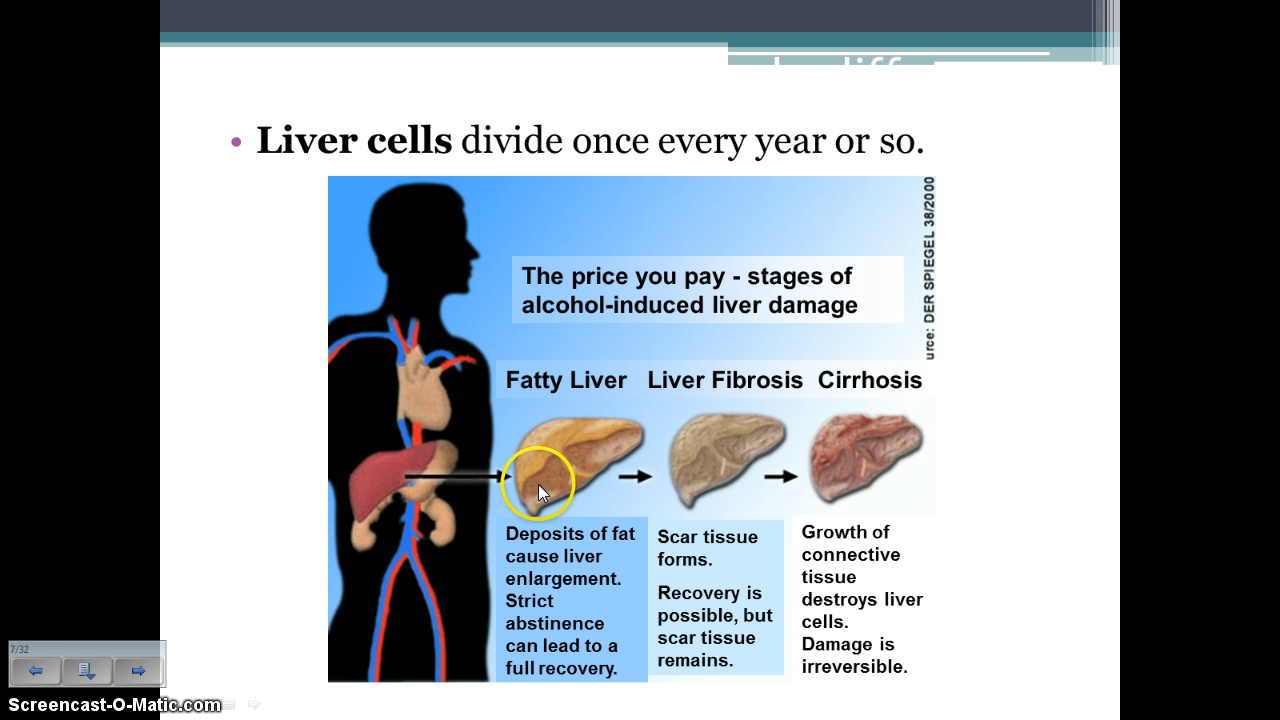 • Liver cells divide once every year or so.
urce: DER SPIEGEL 38/2000
The price you pay - stages of
alcohol-induced liver damage
Fatty Liver Liver Fibrosis Cirrhosis
Deposits of fat
cause liver
enlargement.
Strict
abstinence
can lead to a
full recovery.
Scar tissue
forms.
Recovery is
possible, but
scar tissue
remains.
Growth of
connective
tissue
destroys liver
cells.
Damage is
irreversible.
7/32
Screencast-O-Matic.com